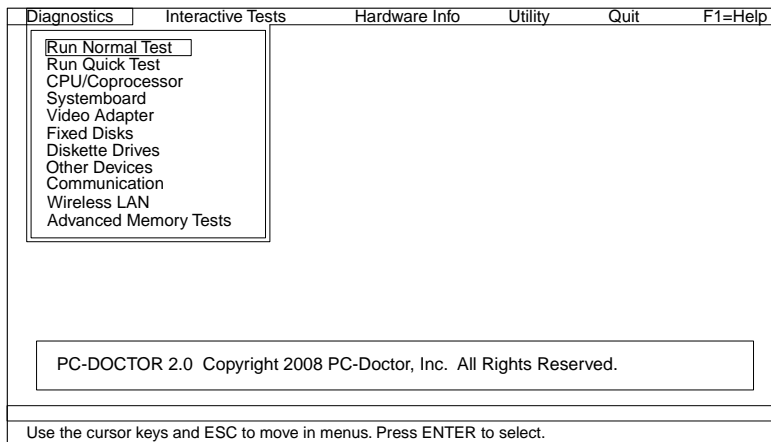 Diagnostics Interactive Tests Hardware Info Utility Quit F1=Help
Run Normal Test
Run Quick Test
CPU/Coprocessor
Systemboard
Video Adapter
Fixed Disks
Diskette Drives
Other Devices
Communication
Wireless LAN
Advanced Memory Tests
PC-DOCTOR 2.0 Copyright 2008 PC-Doctor, Inc. All Rights Reserved.
Use the cursor keys and ESC to move in menus. Press ENTER to select.